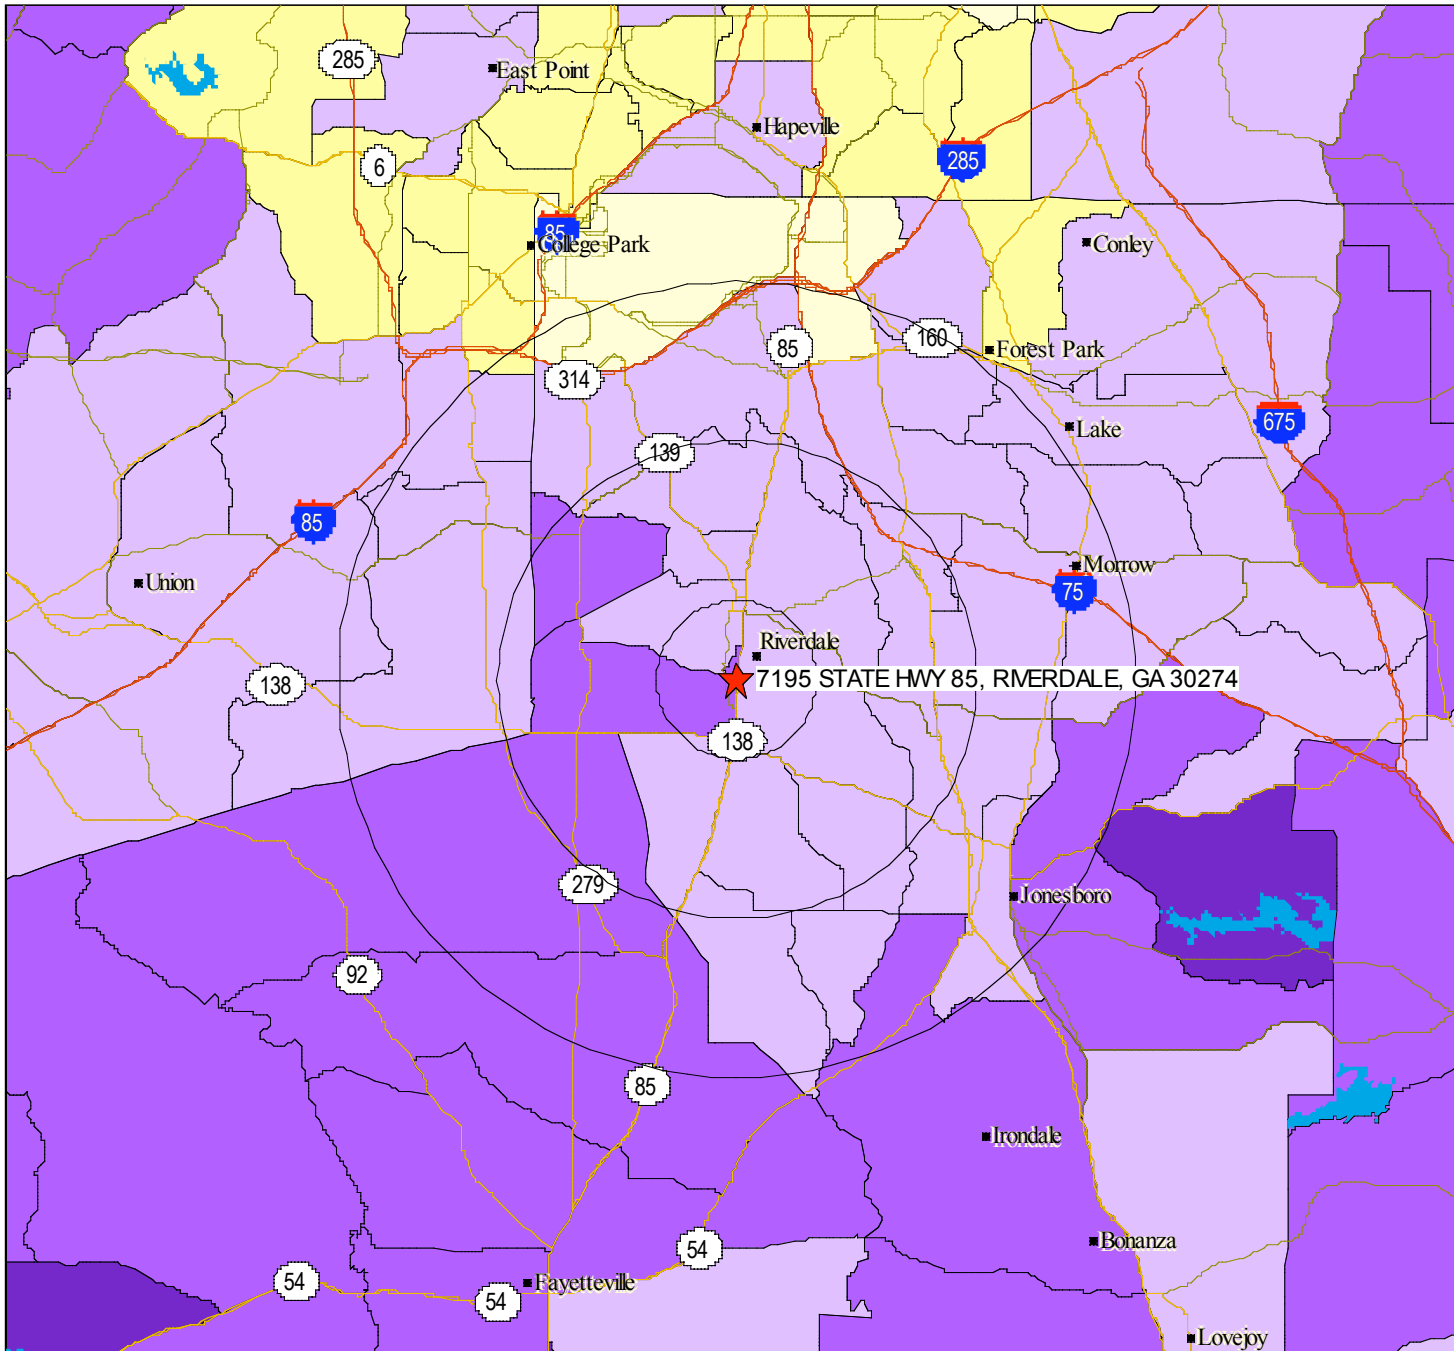 285
East Point
Hapeville
6
285
85
College Park
Conley
85
160
Forest Park
314
675
Lake
139
85
Morrow
Union
75
Riverdale
7195 STATE HWY 85, RIVERDALE, GA 30274
138
138
279
Jonesboro
92
85
Irondale
54
Bonanza
54
Fayetteville
54
Lovejoy